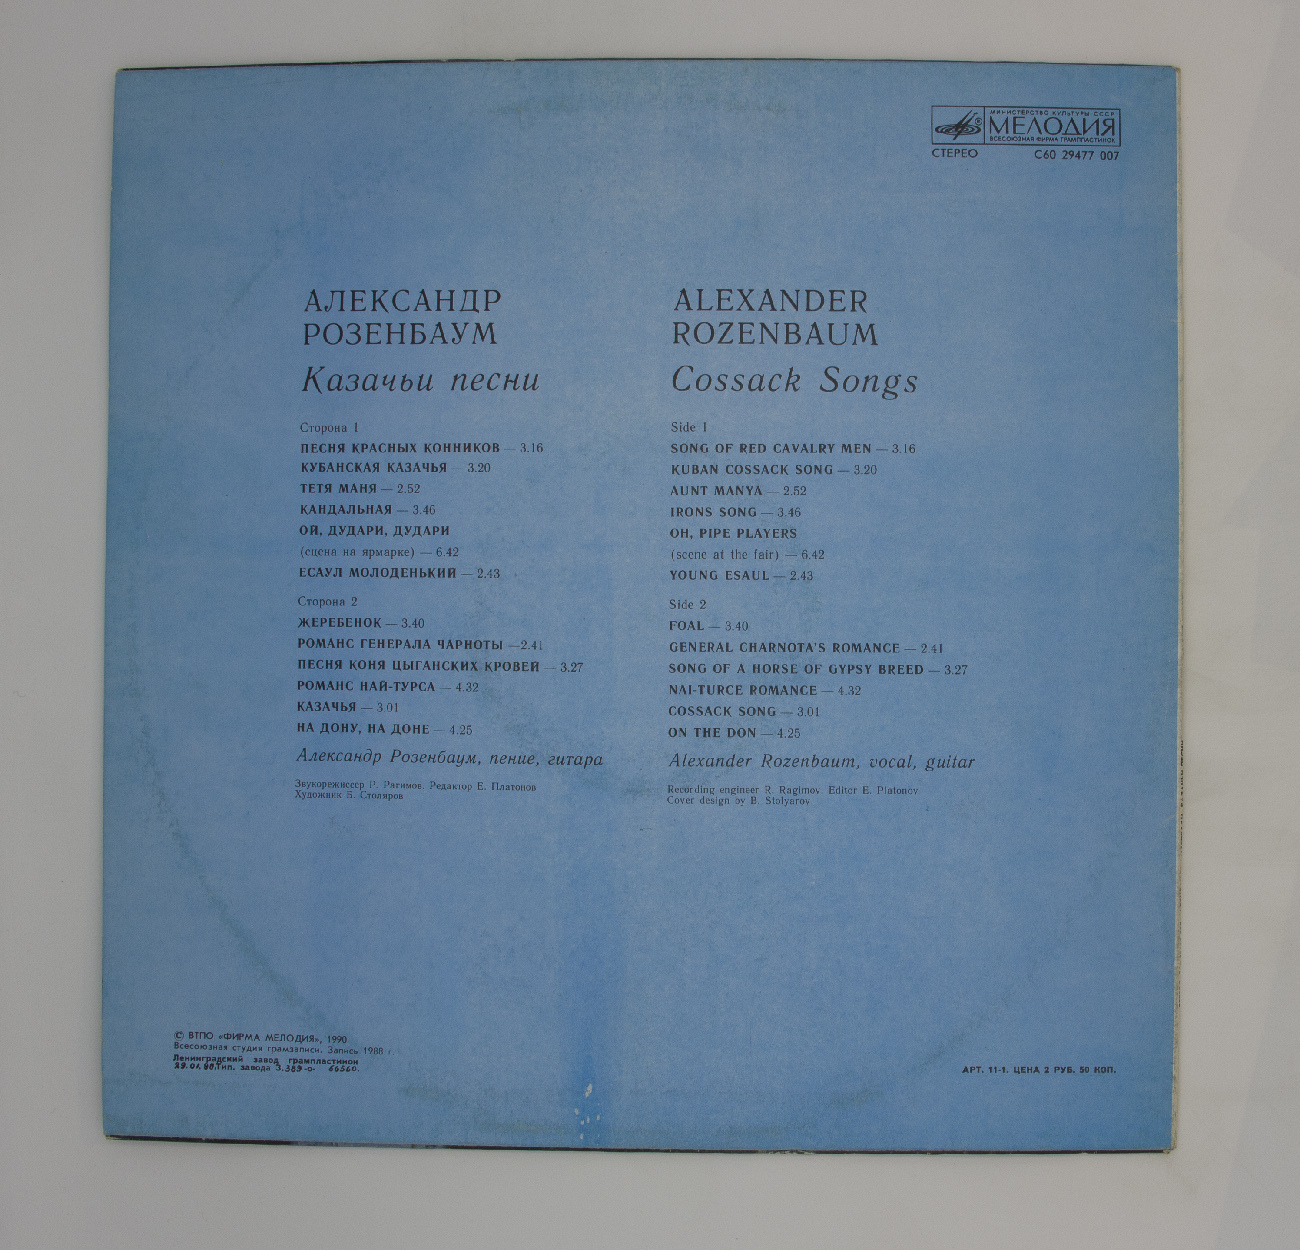 МИНИСТЕРСТВО КУЛЬТУРЫ СССР
МЕЛОДИЯ
ВСЕСОЮЗНАЯ ФИРМА ГРАМПЛАСТИНОК
СТЕРЕО С60 29477 007
АЛЕКСАНДР
РОЗЕНБАУМ
Казачьи песни
Сторона 1
ПЕСНЯ КРАСНЫХ КОННИКОВ — 3.16
КУБАНСКАЯ КАЗАЧЬЯ — 3.20
ТЕТЯ МАНЯ — 2.52
КАНДАЛЬНАЯ — 3.46
ОЙ, ДУДАРИ, ДУДАРИ
(сцена на ярмарке) — 6.42
ЕСАУЛ МОЛОДЕНЬКИЙ — 2.43
Сторона 2
ЖЕРЕБЕНОК — 3.40
РОМАНС ГЕНЕРАЛА ЧАРНОТЫ —2.41
ПЕСНЯ КОНЯ ЦЫГАНСКИХ КРОВЕЙ — 3.27
РОМАНС НАЙ-ТУРСА — 4.32
КАЗАЧЬЯ — 3.01
НА ДОНУ, НА ДОНЕ — 4.25
Александр Розенбаум, пение, гитара
Звукорежиссер Р. Рагимов. Редактор Е. Платонов
Художник Б. Столяров
ALEXANDER
ROZENBAUM
Cossack Songs
Side 1
SONG OF RED CAVALRY MEN — 3.16
KUBAN COSSACK SONG — 3.20
AUNT MANYA — 2.52
IRONS SONG — 3.46
OH, PIPE PLAYERS
(scene at the fair) — 6.42
YOUNG ESAUL — 2.43
Side 2
FOAL — 3.40
GENERAL CHARNOTA'S ROMANCE — 2.41
SONG OF A HORSE OF GYPSY BREED — 3.27
NAI-TURCE ROMANCE — 4.32
COSSACK SONG — 3.01
ON THE DON — 4.25
Alexander Rozenbaum, vocal, guitar
Recording engineer R. Ragimov. Editor E. Platonov
Cover design by B. Stolyarov
© ВТПО «ФИРМА МЕЛОДИЯ», 1990
Всесоюзная студия грамзаписи. Запись 1988 г.
Ленинградский завод грампластинок
Тип. завода З.389-о-
АРТ. 11-1. ЦЕНА 2 РУБ. 50 КОП.